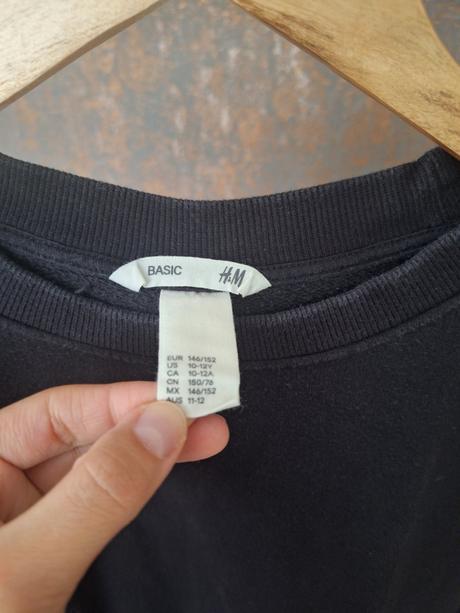 BASIC H&M
EUR 146/152
US 10-12Y
CA 10-12A
CN 150/76
MX 146/152
AUS 11-12